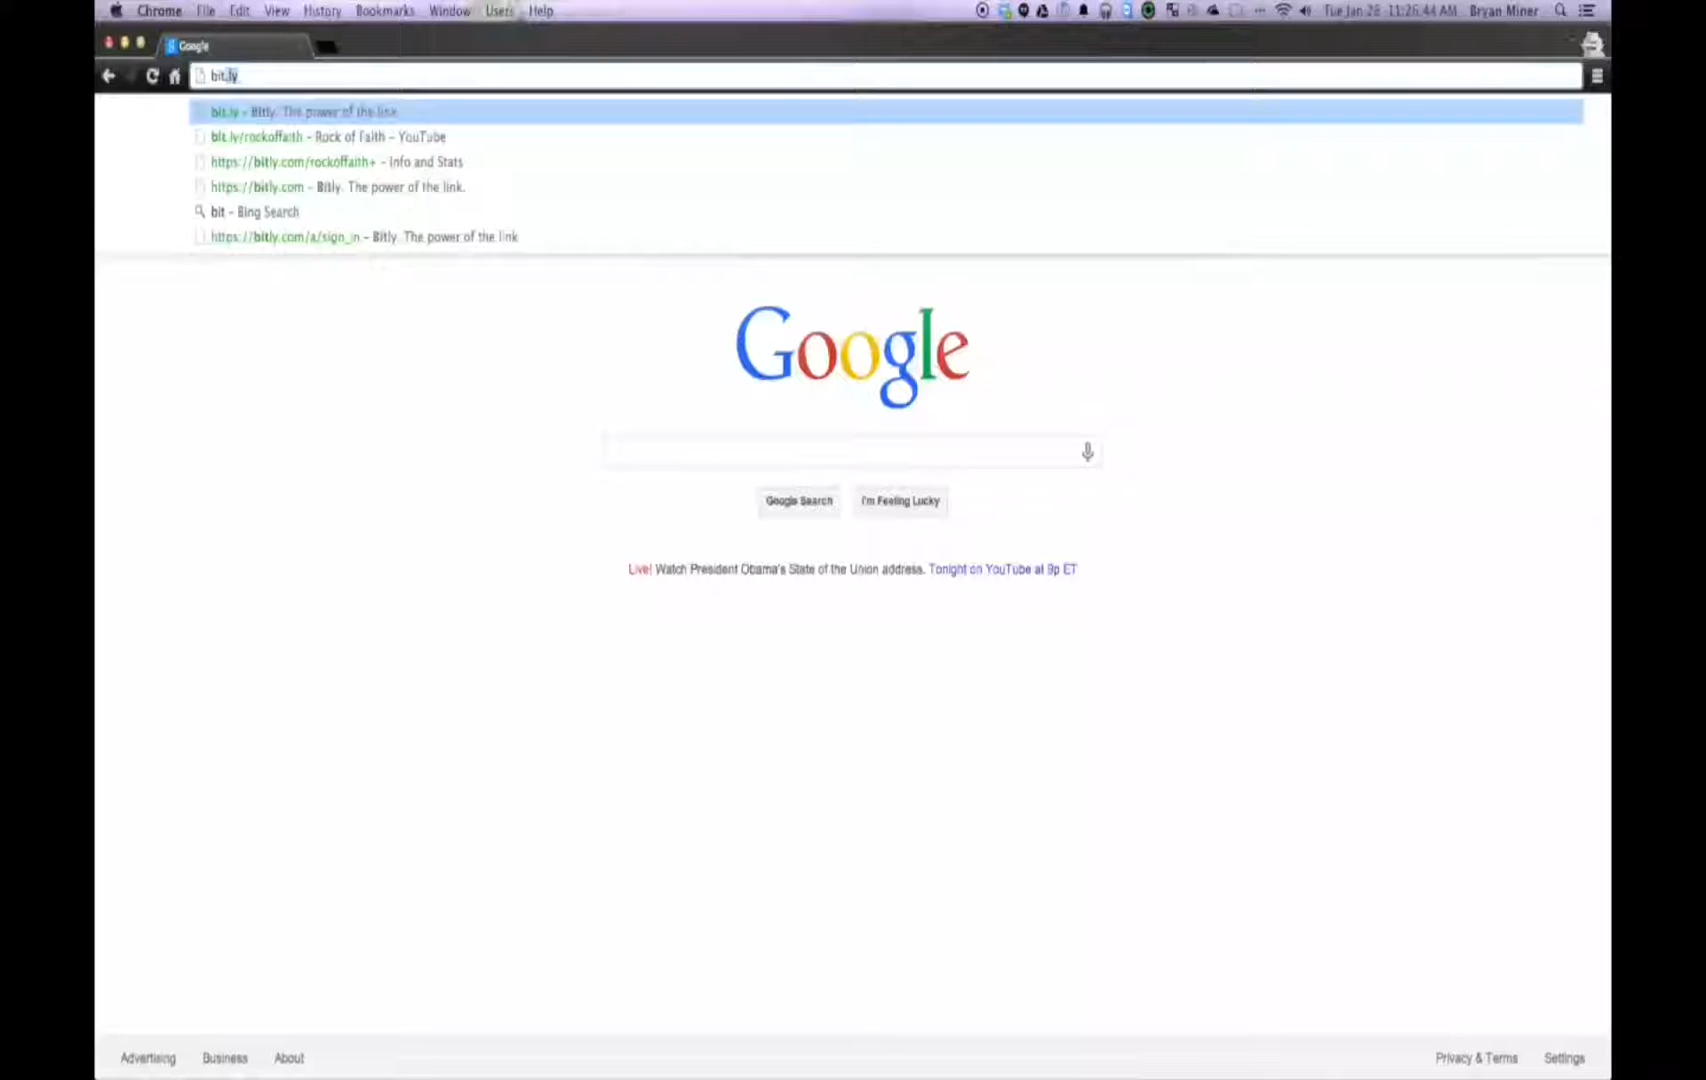 Chrome File Edit View History Bookmarks Window Users Help Tue Jan 28 11:26:44 AM Bryan Miner
Google
bit.ly
bit.ly - Bitly. The power of the link.
bit.ly/rockoffaith - Rock of Faith - YouTube
https://bitly.com/rockoffaith+ - Info and Stats
https://bitly.com - Bitly. The power of the link.
bit - Bing Search
https://bitly.com/a/sign_in - Bitly. The power of the link
Google
Google Search I'm Feeling Lucky
Live! Watch President Obama's State of the Union address. Tonight on YouTube at 9p ET
Advertising Business About Privacy & Terms Settings